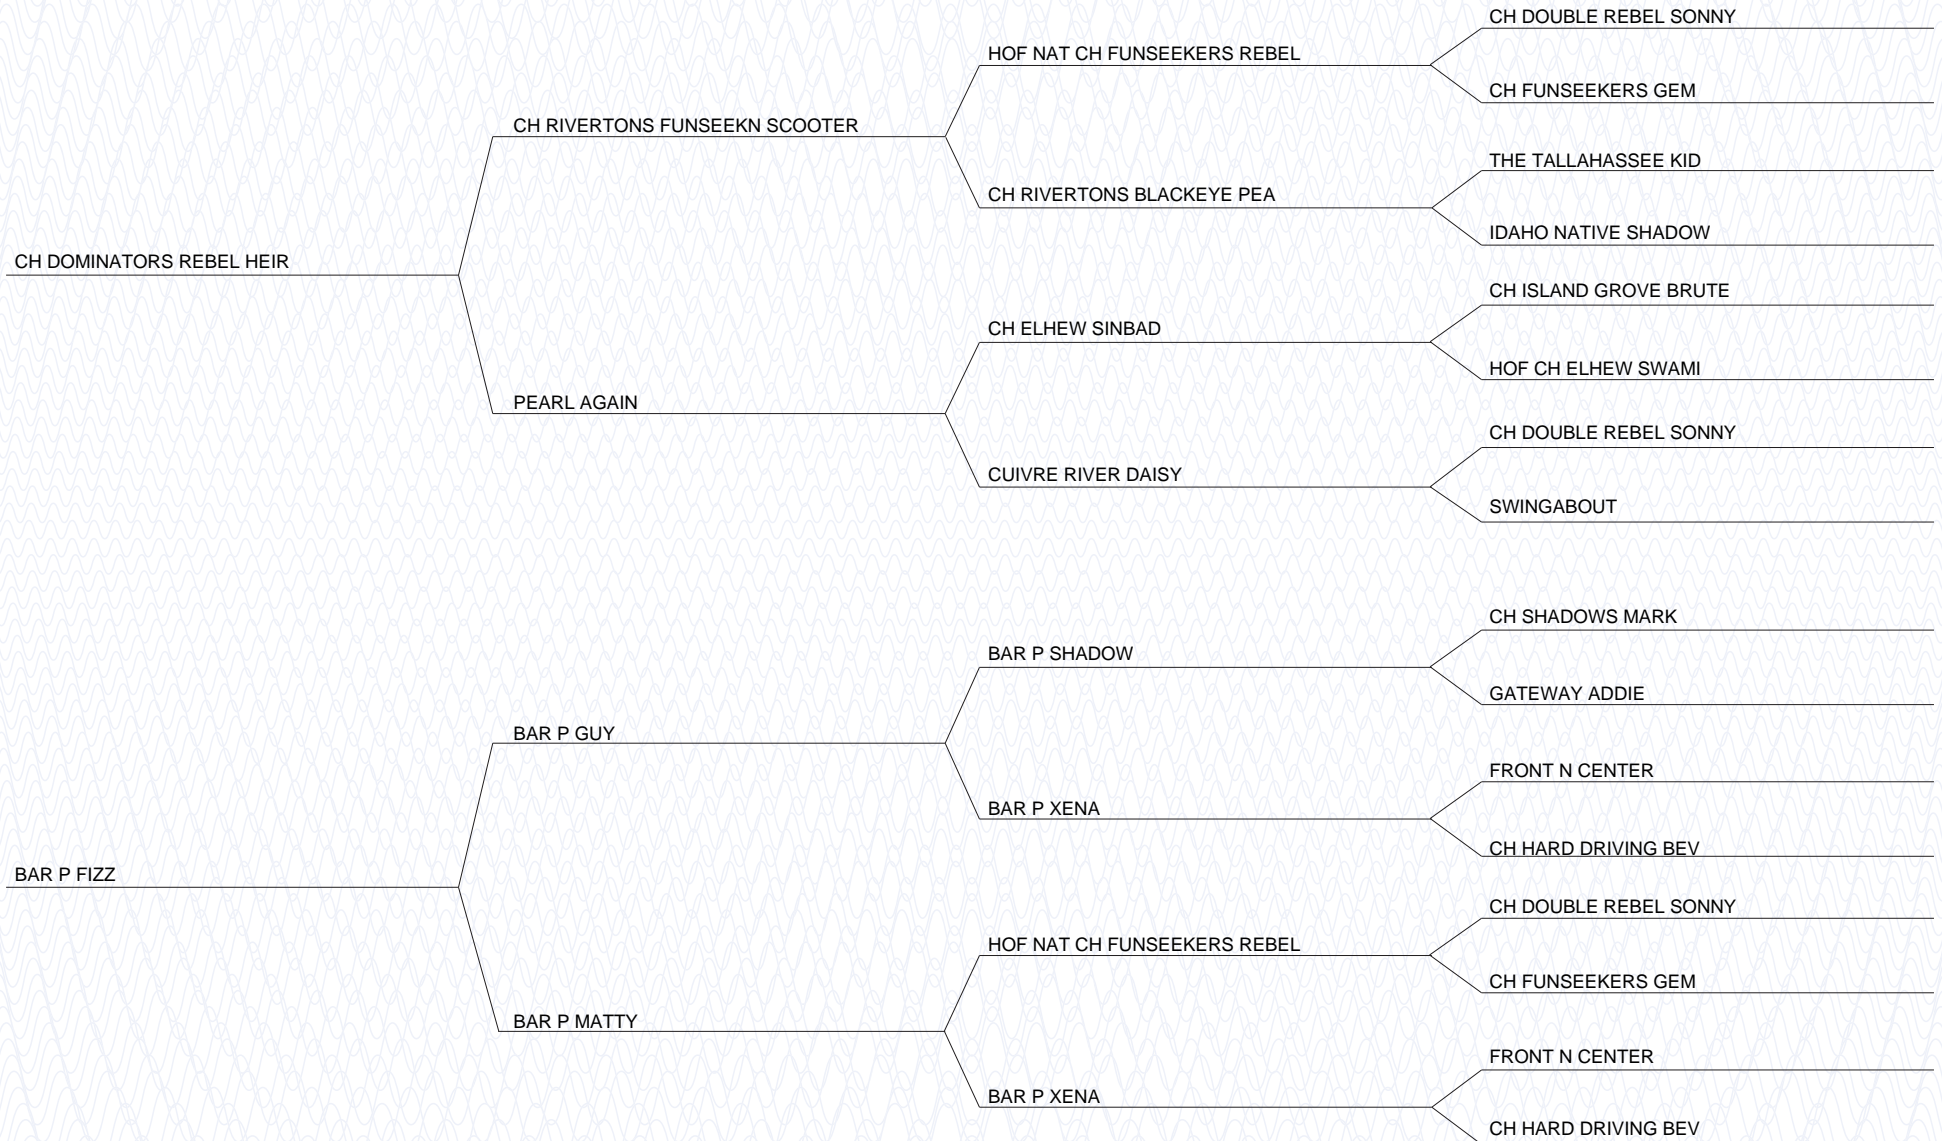 CH DOUBLE REBEL SONNY
HOF NAT CH FUNSEEKERS REBEL
CH FUNSEEKERS GEM
CH RIVERTONS FUNSEEKN SCOOTER
THE TALLAHASSEE KID
CH RIVERTONS BLACKEYE PEA
IDAHO NATIVE SHADOW
CH DOMINATORS REBEL HEIR
CH ISLAND GROVE BRUTE
CH ELHEW SINBAD
HOF CH ELHEW SWAMI
PEARL AGAIN
CH DOUBLE REBEL SONNY
CUIVRE RIVER DAISY
SWINGABOUT
CH SHADOWS MARK
BAR P SHADOW
GATEWAY ADDIE
BAR P GUY
FRONT N CENTER
BAR P XENA
CH HARD DRIVING BEV
BAR P FIZZ
CH DOUBLE REBEL SONNY
HOF NAT CH FUNSEEKERS REBEL
CH FUNSEEKERS GEM
BAR P MATTY
FRONT N CENTER
BAR P XENA
CH HARD DRIVING BEV